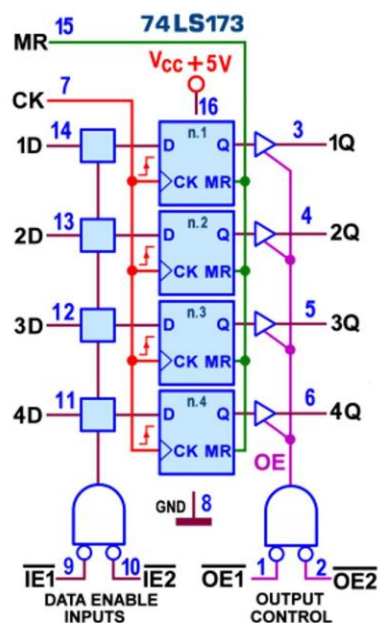 74LS173
MR 15
Vcc + 5V
CK 7
16
1D 14 D n.1 Q 3 1Q
CK MR
2D 13 D n.2 Q 4 2Q
CK MR
3D 12 D n.3 Q 5 3Q
CK MR
4D 11 D n.4 Q 6 4Q
CK MR
OE
GND 8
IE1 9 10 IE2
OE1 1 2 OE2
DATA ENABLE
INPUTS
OUTPUT
CONTROL